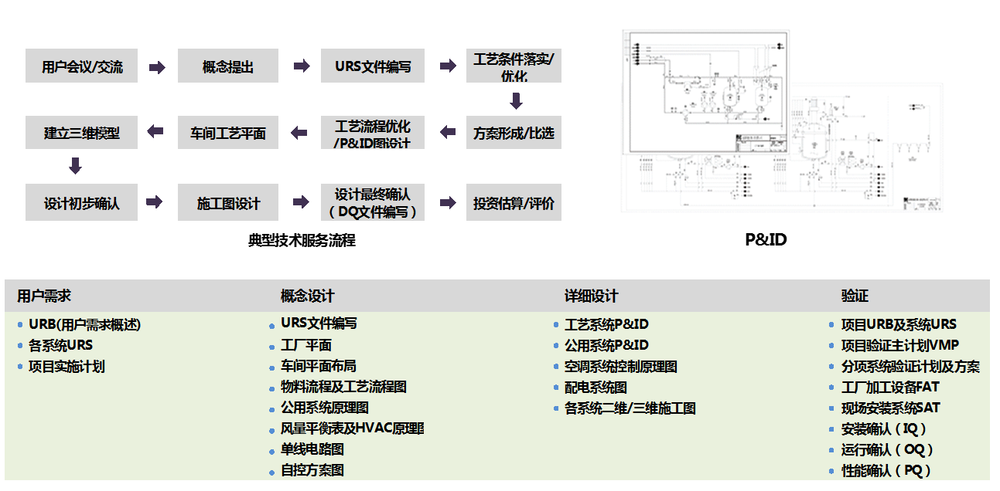 用户会议/交流
概念提出
URS文件编写
工艺条件落实/
优化
建立三维模型
车间工艺平面
工艺流程优化
/P&ID图设计
方案形成/比选
设计初步确认
施工图设计
设计最终确认
（DQ文件编写）
投资估算/评价
典型技术服务流程
P&ID
用户需求
URB(用户需求概述)
各系统URS
项目实施计划
概念设计
URS文件编写
工厂平面
车间平面布局
物料流程及工艺流程图
公用系统原理图
风量平衡表及HVAC原理图
单线电路图
自控方案图
详细设计
工艺系统P&ID
公用系统P&ID
空调系统控制原理图
配电系统图
各系统二维/三维施工图
验证
项目URB及系统URS
项目验证主计划VMP
分项系统验证计划及方案
工厂加工设备FAT
现场安装系统SAT
安装确认（IQ）
运行确认（OQ）
性能确认（PQ）